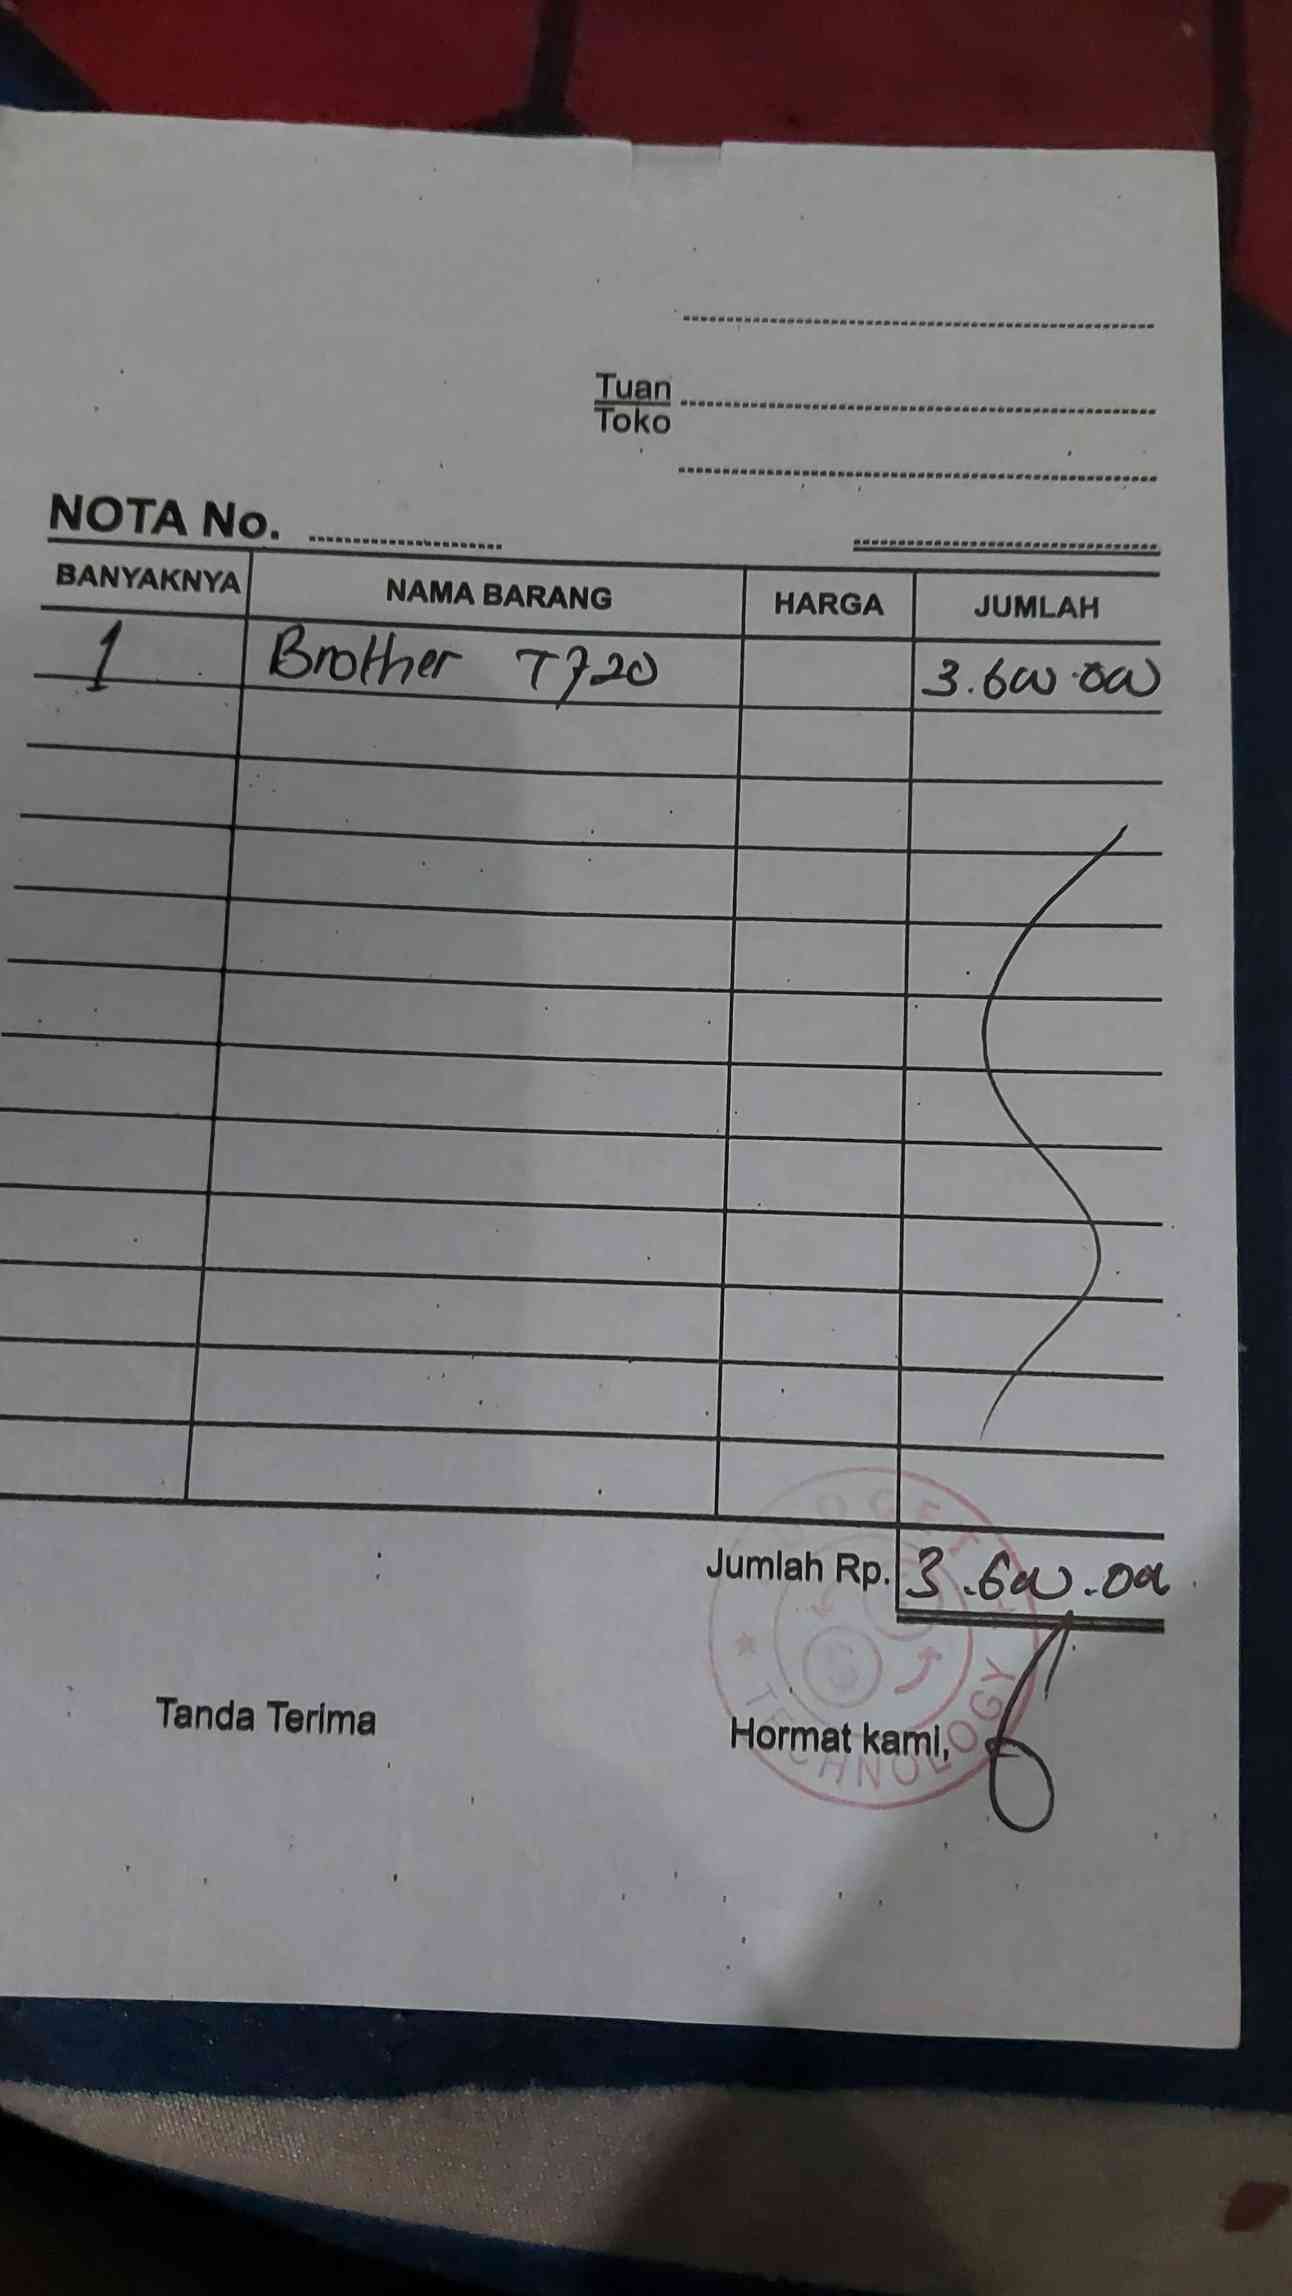 Tuan
Toko
NOTA No.
BANYAKNYA NAMA BARANG HARGA JUMLAH
1 Brother T720 3.600.000
Jumlah Rp. 3.600.000
Tanda Terima Hormat kami,
TECHNOLOGY